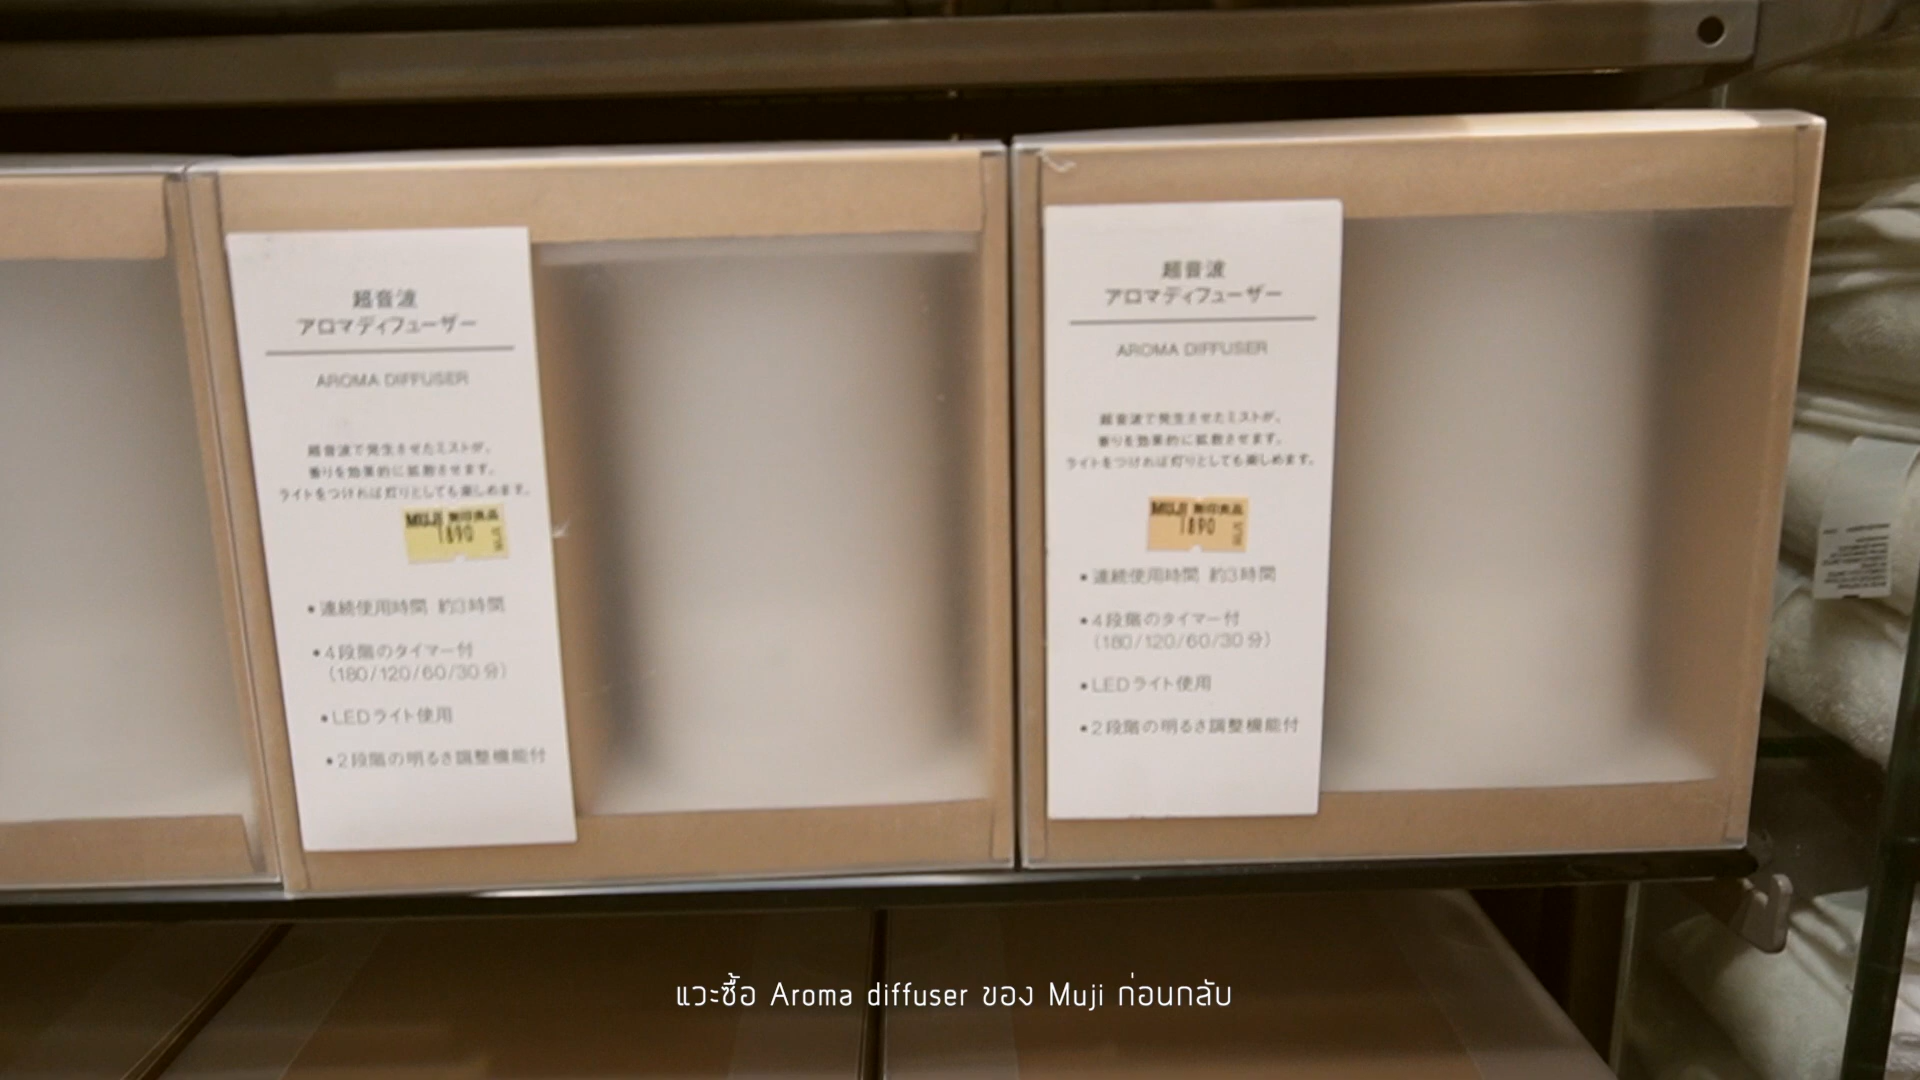 超音波
アロマディフューザー
AROMA DIFFUSER
超音波で発生させたミストが、
香りを効果的に拡散させます。
ライトをつければ灯りとしても楽しめます。
MUJI 無印良品
1890
•連続使用時間 約3時間
•4段階のタイマー付
(180/120/60/30分)
•LEDライト使用
•2段階の明るさ調整機能付
超音波
アロマディフューザー
AROMA DIFFUSER
超音波で発生させたミストが、
香りを効果的に拡散させます。
ライトをつければ灯りとしても楽しめます。
MUJI 無印良品
1890
•連続使用時間 約3時間
•4段階のタイマー付
(180/120/60/30分)
•LEDライト使用
•2段階の明るさ調整機能付
แวะซื้อ Aroma diffuser ของ Muji ก่อนกลับ